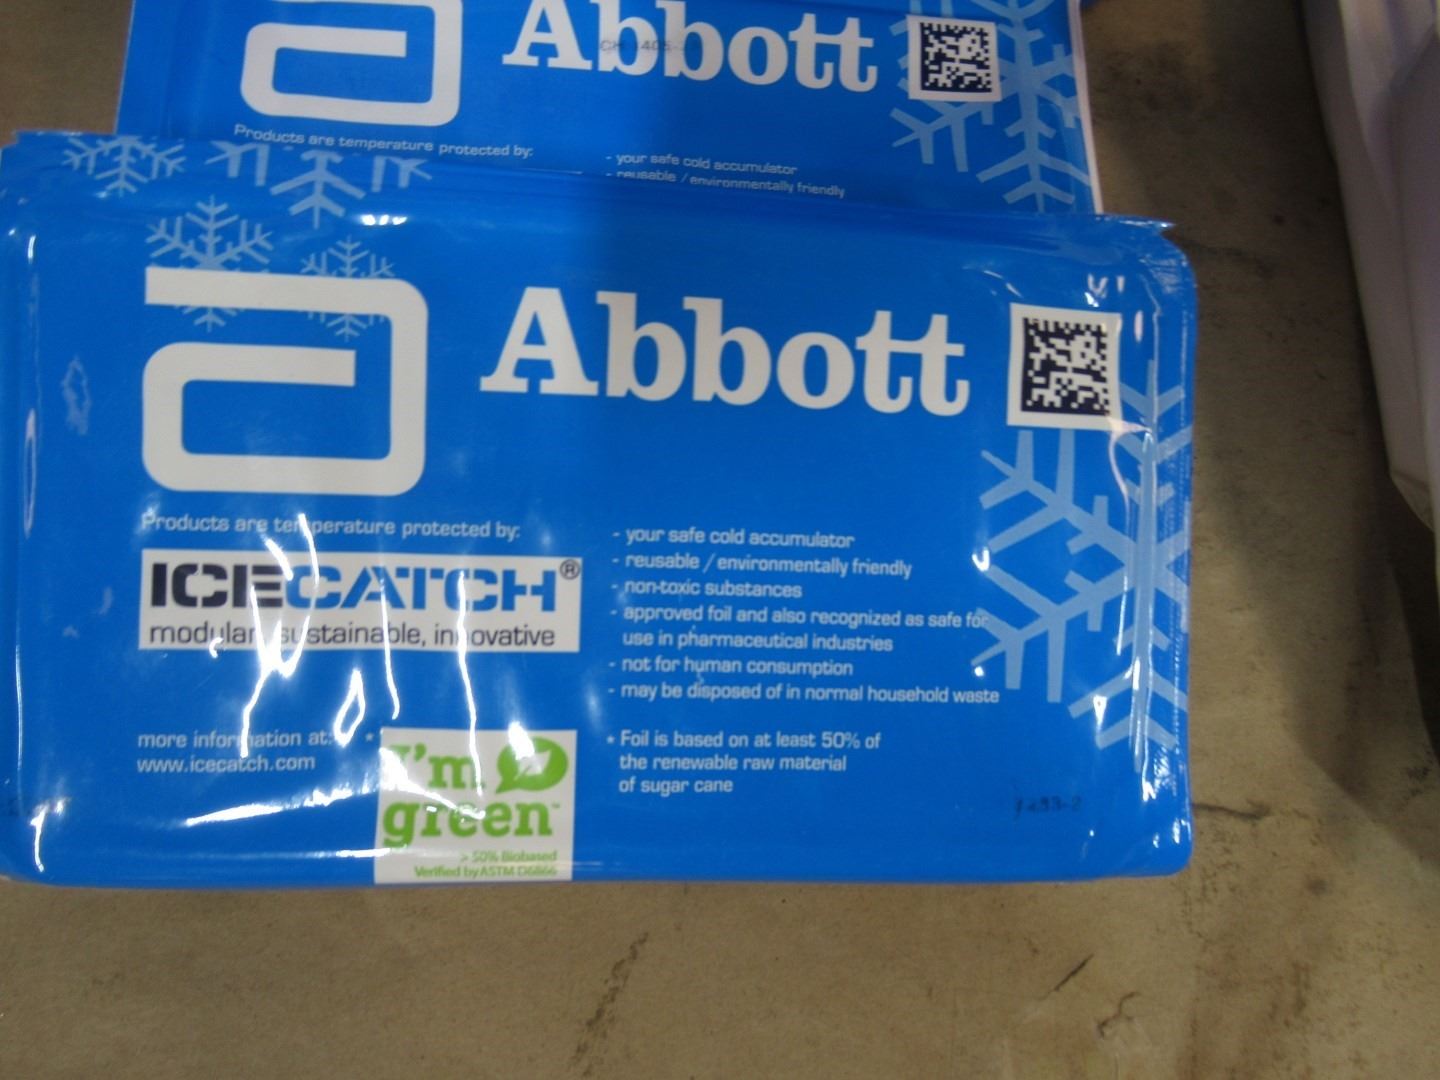 Abbott
Products are temperature protected by:
- your safe cold accumulator
- reusable / environmentally friendly
Abbott
Products are temperature protected by:
ICECATCH®
modular, sustainable, innovative
- your safe cold accumulator
- reusable / environmentally friendly
- non-toxic substances
- approved foil and also recognized as safe for
use in pharmaceutical industries
- not for human consumption
- may be disposed of in normal household waste
more information at:
www.icecatch.com
*
I'm
green™
> 50% Biobased
Verified by ASTM D6866
* Foil is based on at least 50% of
the renewable raw material
of sugar cane